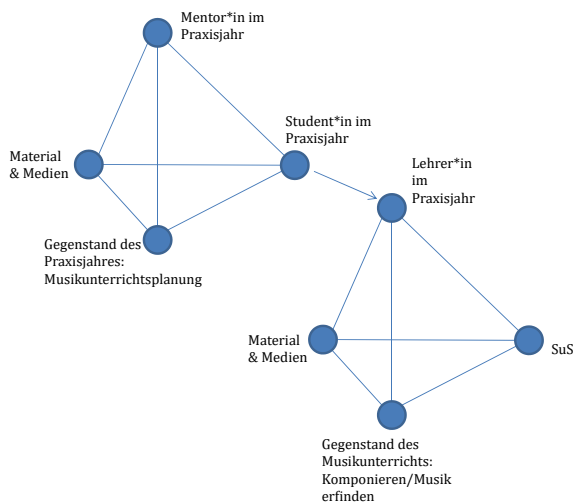 Mentor*in im
Praxisjahr
Student*in im
Praxisjahr
Material
& Medien
Lehrer*in
im
Praxisjahr
Gegenstand des
Praxisjahres:
Musikunterrichtsplanung
Material
& Medien
SuS
Gegenstand des
Musikunterrichts:
Komponieren/Musik
erfinden